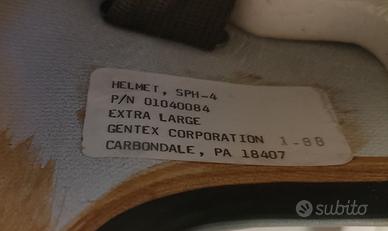 HELMET, SPH-4
P/N 01040084
EXTRA LARGE
GENTEX CORPORATION 1-88
CARBONDALE, PA 18407
subito